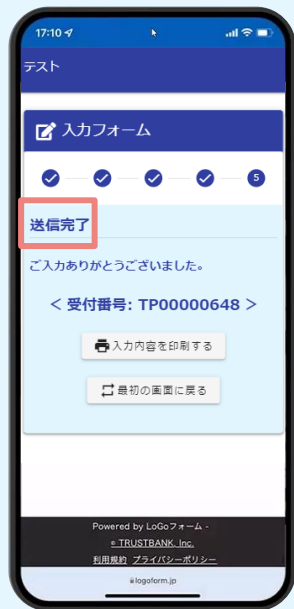 17:10
テスト
入力フォーム
5
送信完了
ご入力ありがとうございました。
＜ 受付番号: TP00000648 ＞
入力内容を印刷する
最初の画面に戻る
Powered by LoGoフォーム -
© TRUSTBANK, Inc.
利用規約 プライバシーポリシー
logoform.jp